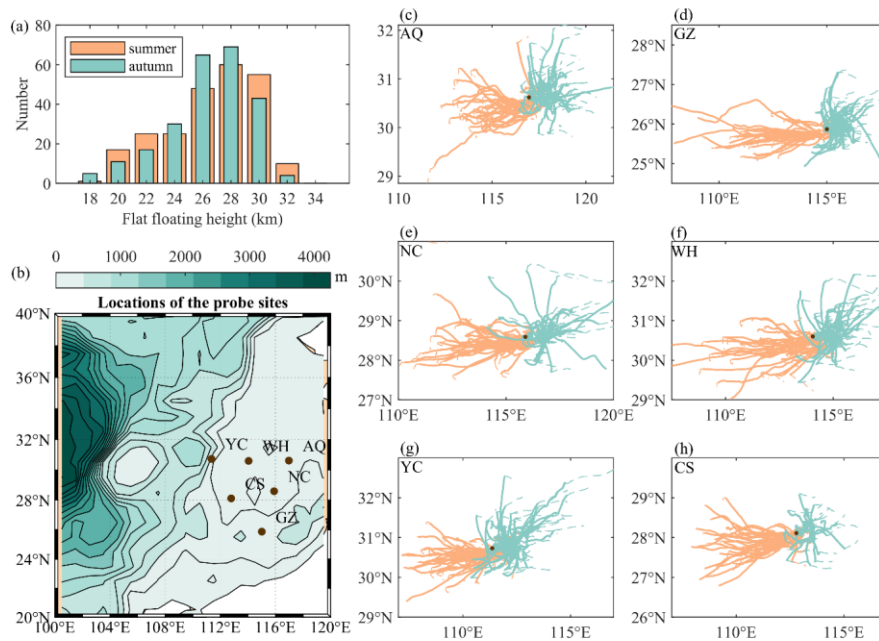 (a)
80
60
40
20
0
Number
summer
autumn
18 20 22 24 26 28 30 32 34
Flat floating height (km)
(b)
0 1000 2000 3000 4000
m
Locations of the probe sites
40°N
36°N
32°N
28°N
24°N
20°N
YC WH AQ
CS NC
GZ
100°E 104°E 108°E 112°E 116°E 120°E
(c)
AQ
32
31
30
29
110 115 120
(d)
GZ
28°N
27°N
26°N
25°N
110°E 115°E
(e)
NC
30°N
29°N
28°N
27°N
110°E 115°E 120°E
(f)
WH
32°N
31°N
30°N
29°N
110°E 115°E
(g)
YC
32°N
31°N
30°N
29°N
110°E 115°E
(h)
CS
29°N
28°N
27°N
26°N
110°E 115°E